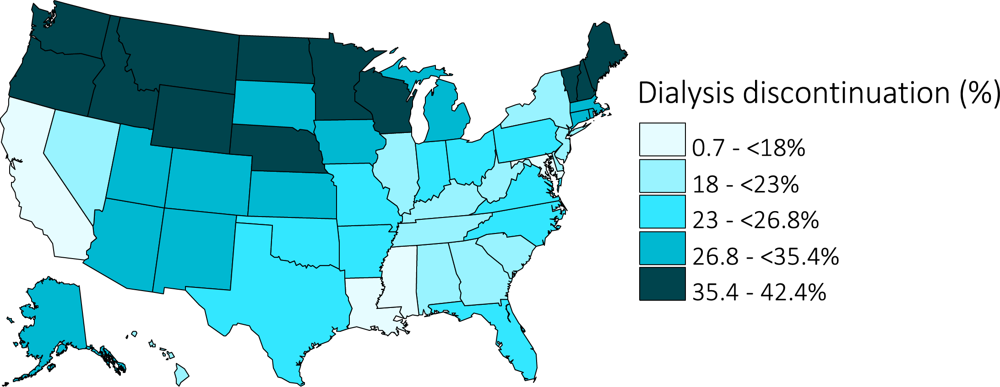 Dialysis discontinuation (%)
0.7 - <18%
18 - <23%
23 - <26.8%
26.8 - <35.4%
35.4 - 42.4%